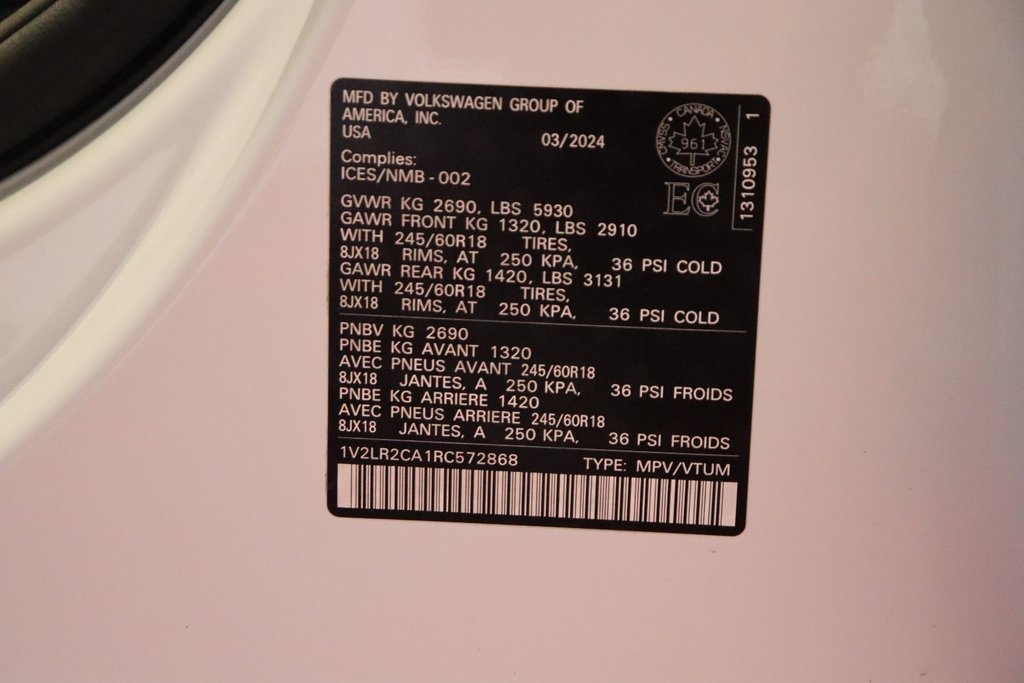 MFD BY VOLKSWAGEN GROUP OF
AMERICA, INC.
USA 03/2024
CANADA
961
TRANSPORT
EC
1310953 1
Complies:
ICES/NMB - 002
GVWR KG 2690, LBS 5930
GAWR FRONT KG 1320, LBS 2910
WITH 245/60R18 TIRES,
8JX18 RIMS, AT 250 KPA, 36 PSI COLD
GAWR REAR KG 1420, LBS 3131
WITH 245/60R18 TIRES,
8JX18 RIMS, AT 250 KPA, 36 PSI COLD
PNBV KG 2690
PNBE KG AVANT 1320
AVEC PNEUS AVANT 245/60R18
8JX18 JANTES, A 250 KPA, 36 PSI FROIDS
PNBE KG ARRIERE 1420
AVEC PNEUS ARRIERE 245/60R18
8JX18 JANTES, A 250 KPA, 36 PSI FROIDS
1V2LR2CA1RC572868 TYPE: MPV/VTUM